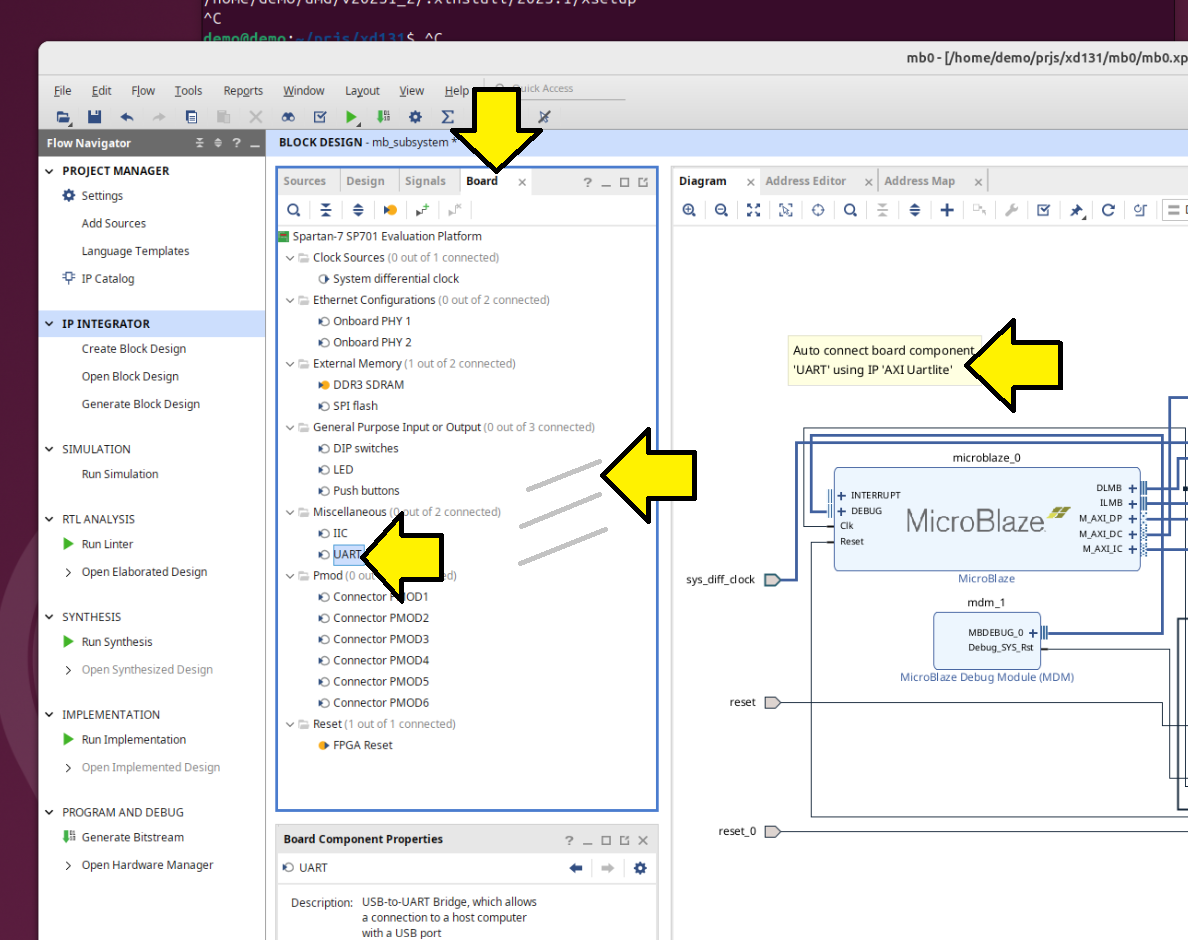 /home/demo/amd/v20251_2/.xinstall/2025.1/xsetup
^C
demo@demo:~/prjs/xd131$ ^C
mb0 - [/home/demo/prjs/xd131/mb0/mb0.xp
File Edit Flow Tools Reports Window Layout View Help Quick Access
Flow Navigator
PROJECT MANAGER
Settings
Add Sources
Language Templates
IP Catalog
IP INTEGRATOR
Create Block Design
Open Block Design
Generate Block Design
SIMULATION
Run Simulation
RTL ANALYSIS
Run Linter
Open Elaborated Design
SYNTHESIS
Run Synthesis
Open Synthesized Design
IMPLEMENTATION
Run Implementation
Open Implemented Design
PROGRAM AND DEBUG
Generate Bitstream
Open Hardware Manager
BLOCK DESIGN - mb_subsystem *
Sources Design Signals Board
Spartan-7 SP701 Evaluation Platform
Clock Sources (0 out of 1 connected)
System differential clock
Ethernet Configurations (0 out of 2 connected)
Onboard PHY 1
Onboard PHY 2
External Memory (1 out of 2 connected)
DDR3 SDRAM
SPI flash
General Purpose Input or Output (0 out of 3 connected)
DIP switches
LED
Push buttons
Miscellaneous (0 out of 2 connected)
IIC
UART
Pmod (0 out
Connector PMOD1
Connector PMOD2
Connector PMOD3
Connector PMOD4
Connector PMOD5
Connector PMOD6
Reset (1 out of 1 connected)
FPGA Reset
Board Component Properties
UART
Description: USB-to-UART Bridge, which allows
a connection to a host computer
with a USB port
Diagram Address Editor Address Map
Auto connect board component
'UART' using IP 'AXI Uartlite'
microblaze_0
INTERRUPT
DEBUG
Clk
Reset
MicroBlaze
DLMB
ILMB
M_AXI_DP
M_AXI_DC
M_AXI_IC
MicroBlaze
sys_diff_clock
mdm_1
MBDEBUG_0
Debug_SYS_Rst
MicroBlaze Debug Module (MDM)
reset
reset_0